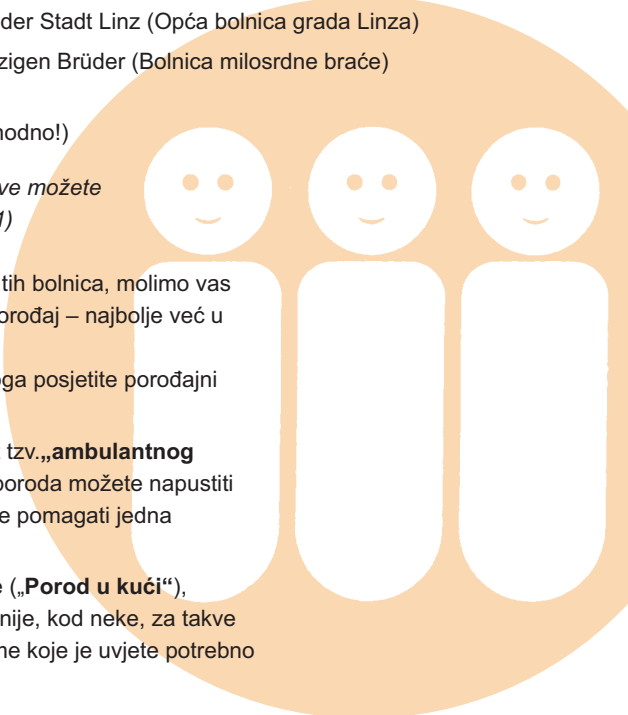 der Stadt Linz (Opća bolnica grada Linza)
zigen Brüder (Bolnica milosrdne braće)
hodno!)
ve možete
1)
tih bolnica, molimo vas
orođaj – najbolje već u
ga posjetite porođajni
tzv.„ambulantnog
poroda možete napustiti
e pomagati jedna
e („Porod u kući“),
nije, kod neke, za takve
ne koje je uvjete potrebno